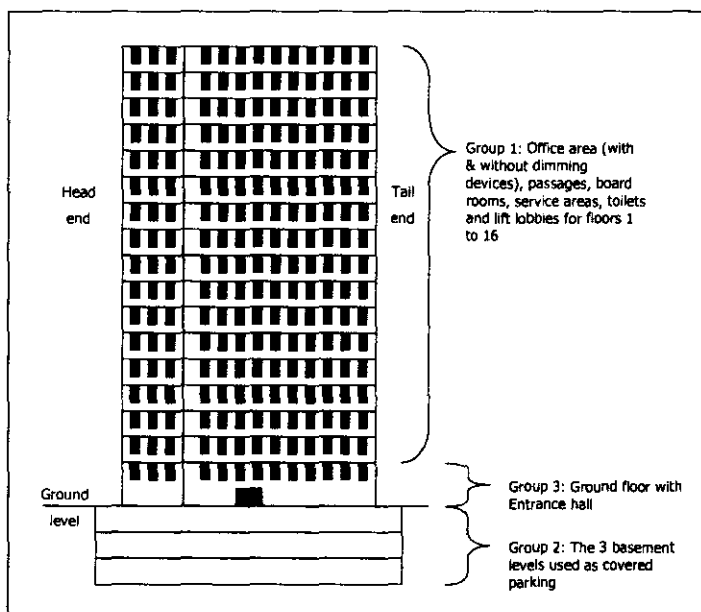 Group 1: Office area (with
& without dimming
devices), passages, board
rooms, service areas, toilets
and lift lobbies for floors 1
to 16
Head
end
Tail
end
Group 3: Ground floor with
Entrance hall
Ground
level
Group 2: The 3 basement
levels used as covered
parking